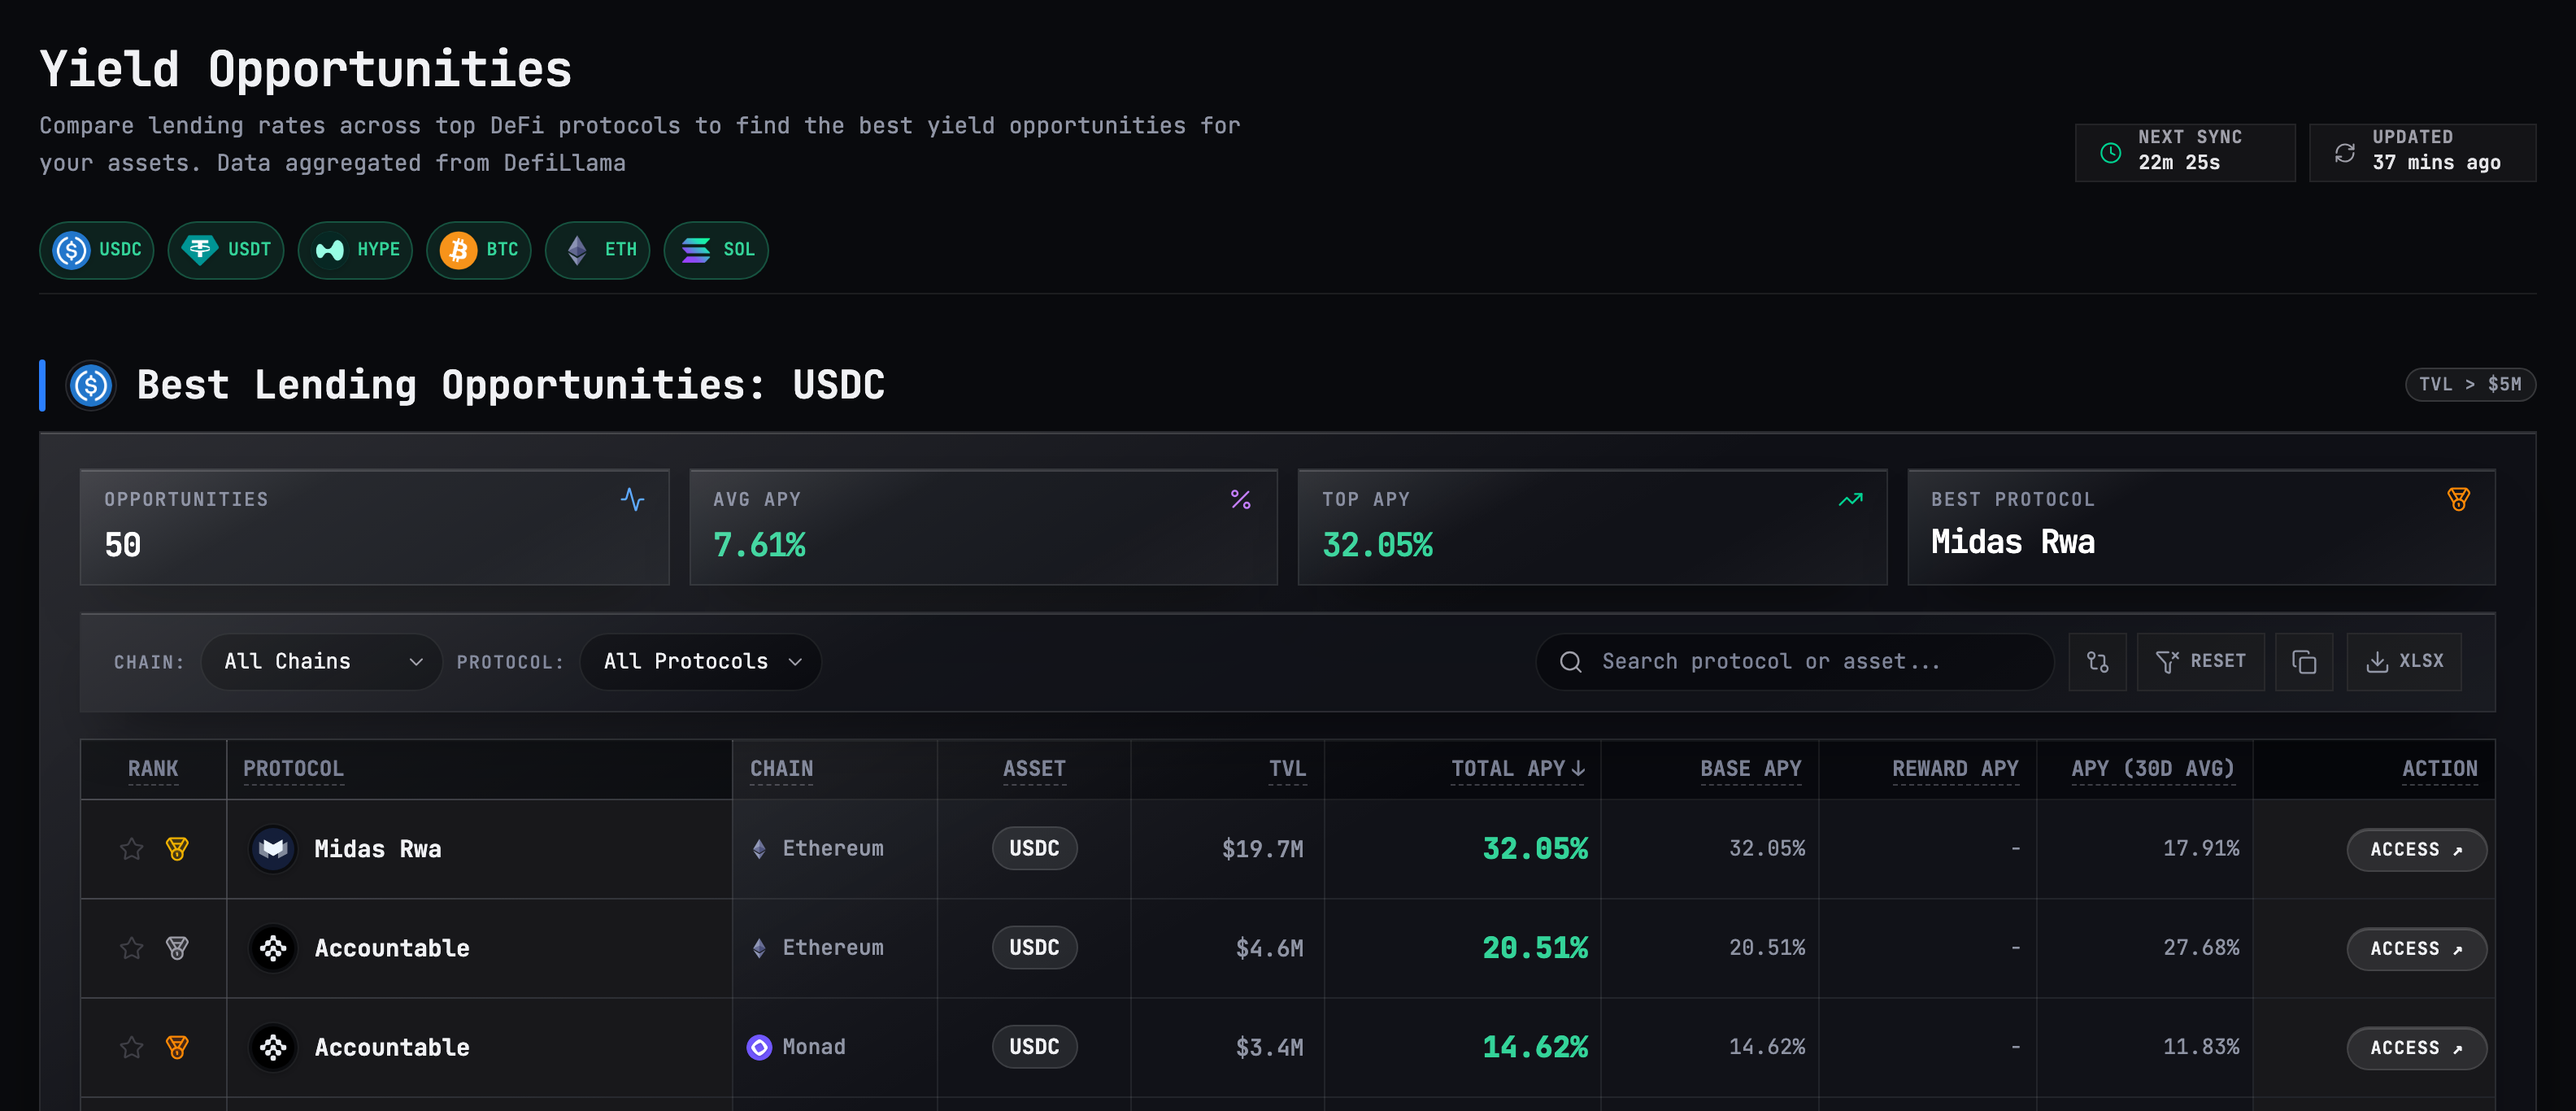 Yield Opportunities
Compare lending rates across top DeFi protocols to find the best yield opportunities for
your assets. Data aggregated from DefiLlama
NEXT SYNC
22m 25s
UPDATED
37 mins ago
USDC USDT HYPE BTC ETH SOL
Best Lending Opportunities: USDC
TVL > $5M
OPPORTUNITIES
50
AVG APY
7.61%
TOP APY
32.05%
BEST PROTOCOL
Midas Rwa
CHAIN: All Chains PROTOCOL: All Protocols Search protocol or asset... RESET XLSX
RANK PROTOCOL CHAIN ASSET TVL TOTAL APY↓ BASE APY REWARD APY APY (30D AVG) ACTION
Midas Rwa Ethereum USDC $19.7M 32.05% 32.05% - 17.91% ACCESS ↗
Accountable Ethereum USDC $4.6M 20.51% 20.51% - 27.68% ACCESS ↗
Accountable Monad USDC $3.4M 14.62% 14.62% - 11.83% ACCESS ↗